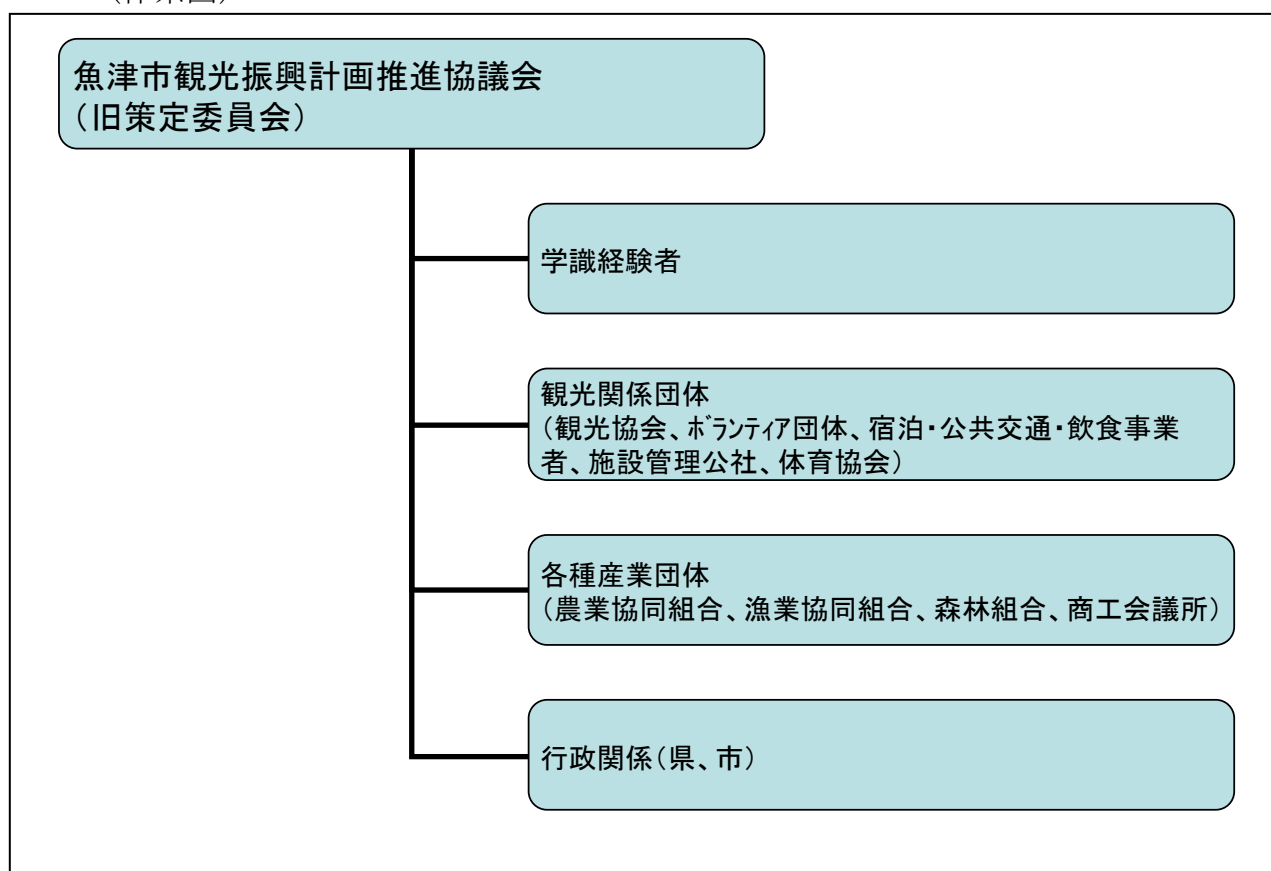 (体系図)
魚津市観光振興計画推進協議会
(旧策定委員会)
学識経験者
観光関係団体
(観光協会、ﾎﾞﾗﾝﾃｨｱ団体、宿泊・公共交通・飲食事業
者、施設管理公社、体育協会)
各種産業団体
(農業協同組合、漁業協同組合、森林組合、商工会議所)
行政関係(県、市)